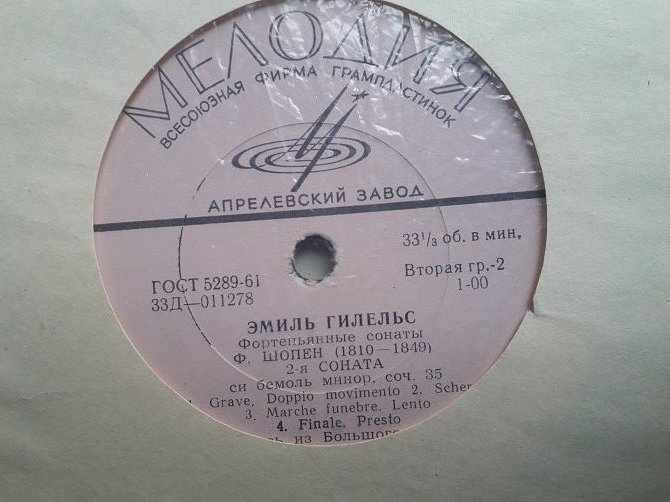 МЕЛОДИЯ
ВСЕСОЮЗНАЯ ФИРМА ГРАМПЛАСТИНОК
АПРЕЛЕВСКИЙ ЗАВОД
33⅓ об. в мин,
ГОСТ 5289-61
Вторая гр.-2
33Д—011278
1-00
ЭМИЛЬ ГИЛЕЛЬС
Фортепьянные сонаты
Ф. ШОПЕН (1810—1849)
2-я СОНАТА
си бемоль минор, соч. 35
Grave. Doppio movimento 2. Scher
3. Marche funebre. Lento
4. Finale. Presto
из Большого